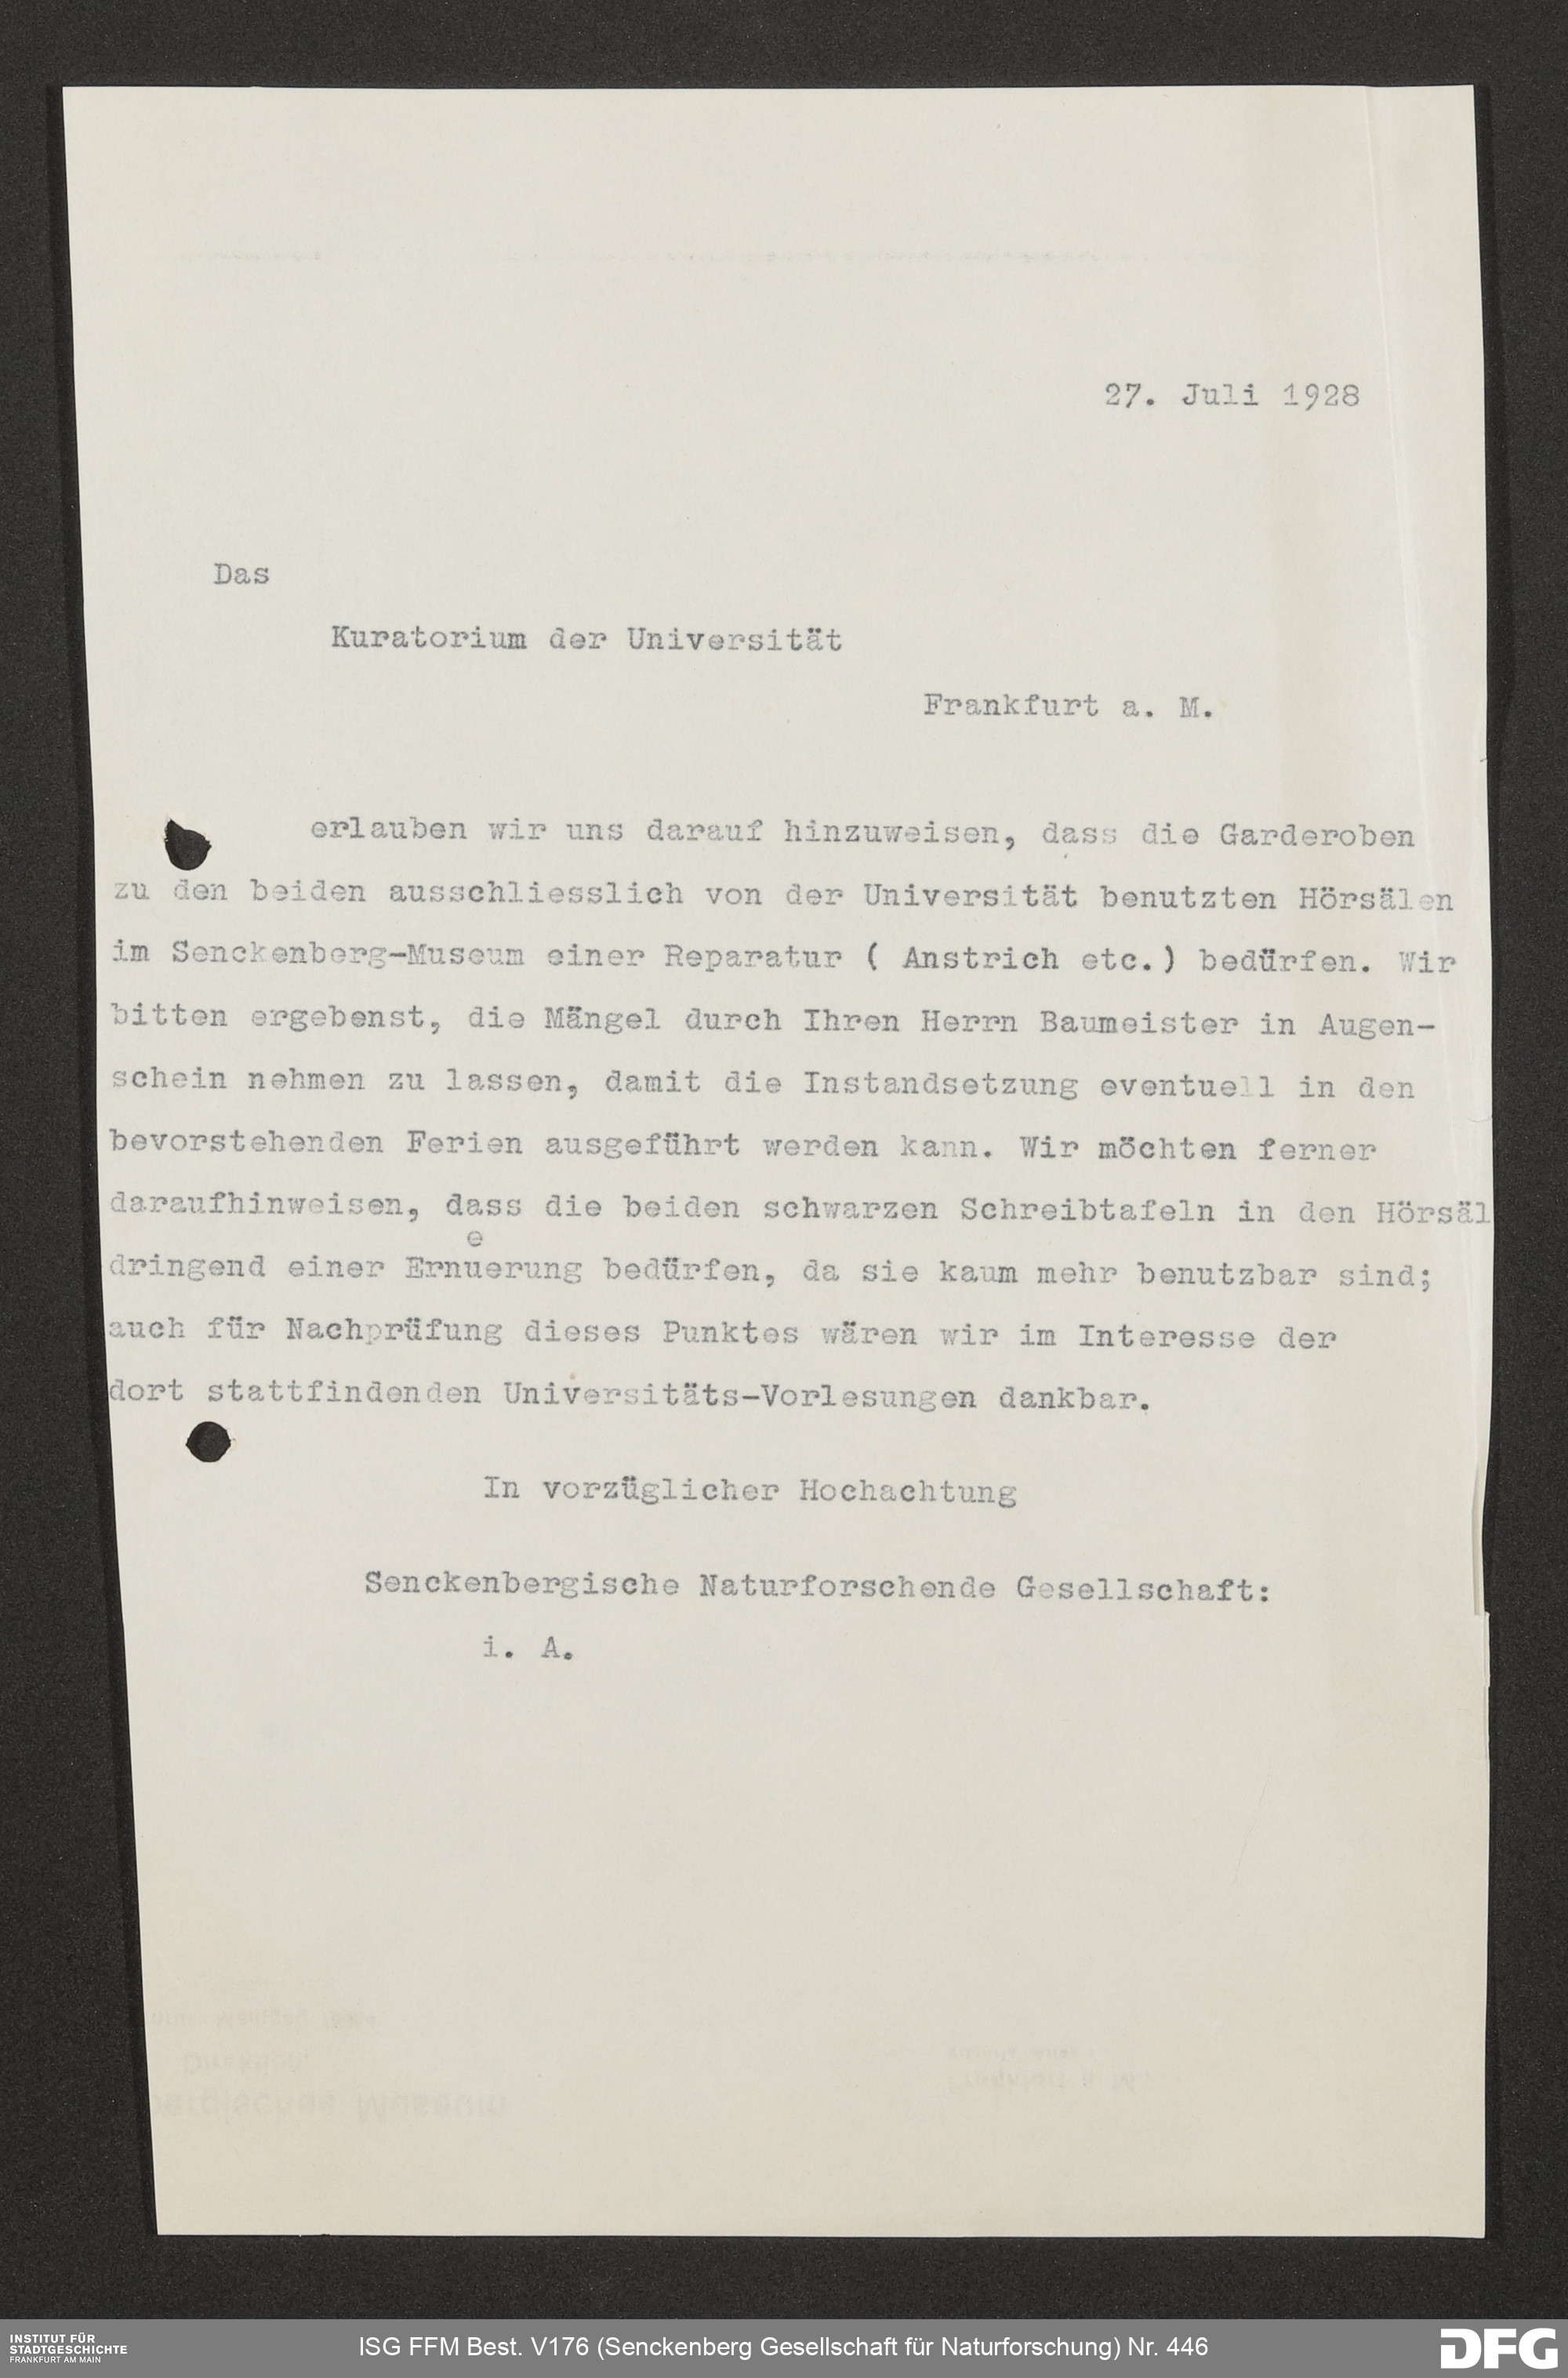 27. Juli 1928
Das
Kuratorium der Universität
Frankfurt a. M.
erlauben wir uns darauf hinzuweisen, dass die Garderoben
zu den beiden ausschliesslich von der Universität benutzten Hörsälen
im Senckenberg-Museum einer Reparatur ( Anstrich etc.) bedürfen. Wir
bitten ergebenst, die Mängel durch Ihren Herrn Baumeister in Augen-
schein nehmen zu lassen, damit die Instandsetzung eventuell in den
bevorstehenden Ferien ausgeführt werden kann. Wir möchten ferner
daraufhinweisen, dass die beiden schwarzen Schreibtafeln in den Hörsäl
e
dringend einer Ernuerung bedürfen, da sie kaum mehr benutzbar sind;
auch für Nachprüfung dieses Punktes wären wir im Interesse der
dort stattfindenden Universitäts-Vorlesungen dankbar.
In vorzüglicher Hochachtung
Senckenbergische Naturforschende Gesellschaft:
i. A.
INSTITUT FÜR
STADTGESCHICHTE
FRANKFURT AM MAIN
ISG FFM Best. V176 (Senckenberg Gesellschaft für Naturforschung) Nr. 446
DFG